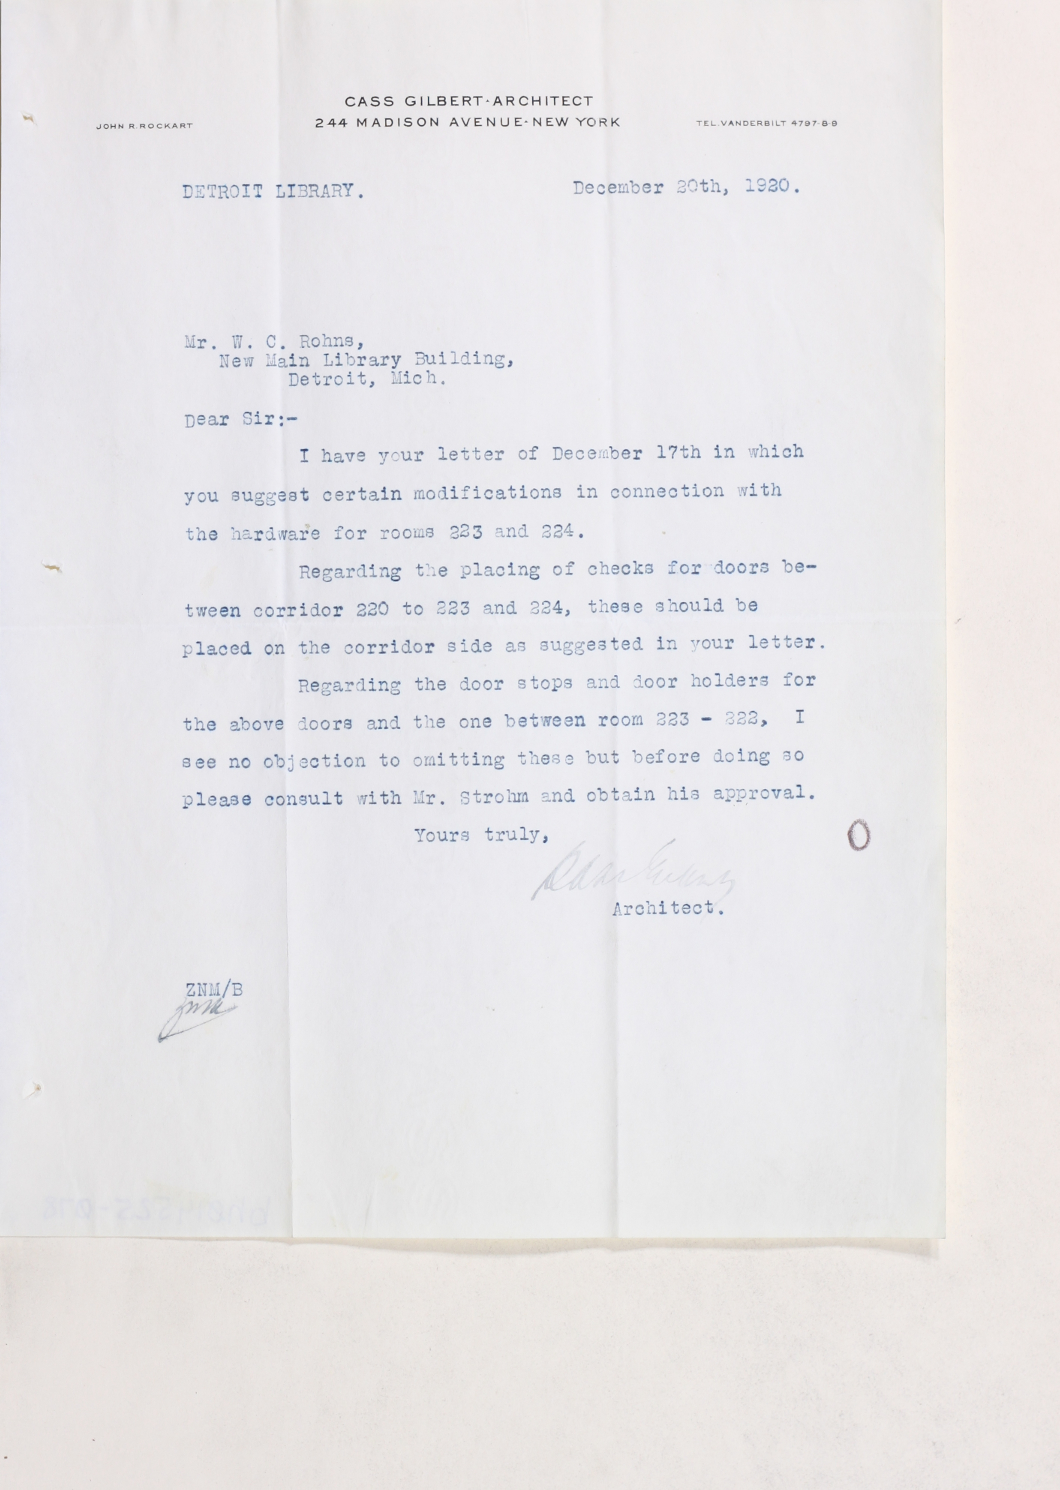 CASS GILBERT·ARCHITECT
244 MADISON AVENUE-NEW YORK
JOHN R. ROCKART
TEL. VANDERBILT 4797-8-9
DETROIT LIBRARY.
December 20th, 1920.
Mr. W. C. Rohns,
New Main Library Building,
Detroit, Mich.
Dear Sir:-
I have your letter of December 17th in which
you suggest certain modifications in connection with
the hardware for rooms 223 and 224.
Regarding the placing of checks for doors be-
tween corridor 220 to 223 and 224, these should be
placed on the corridor side as suggested in your letter.
Regarding the door stops and door holders for
the above doors and the one between room 223 - 222, I
see no objection to omitting these but before doing so
please consult with Mr. Strohm and obtain his approval.
Yours truly,
O
Architect.
ZNM/B